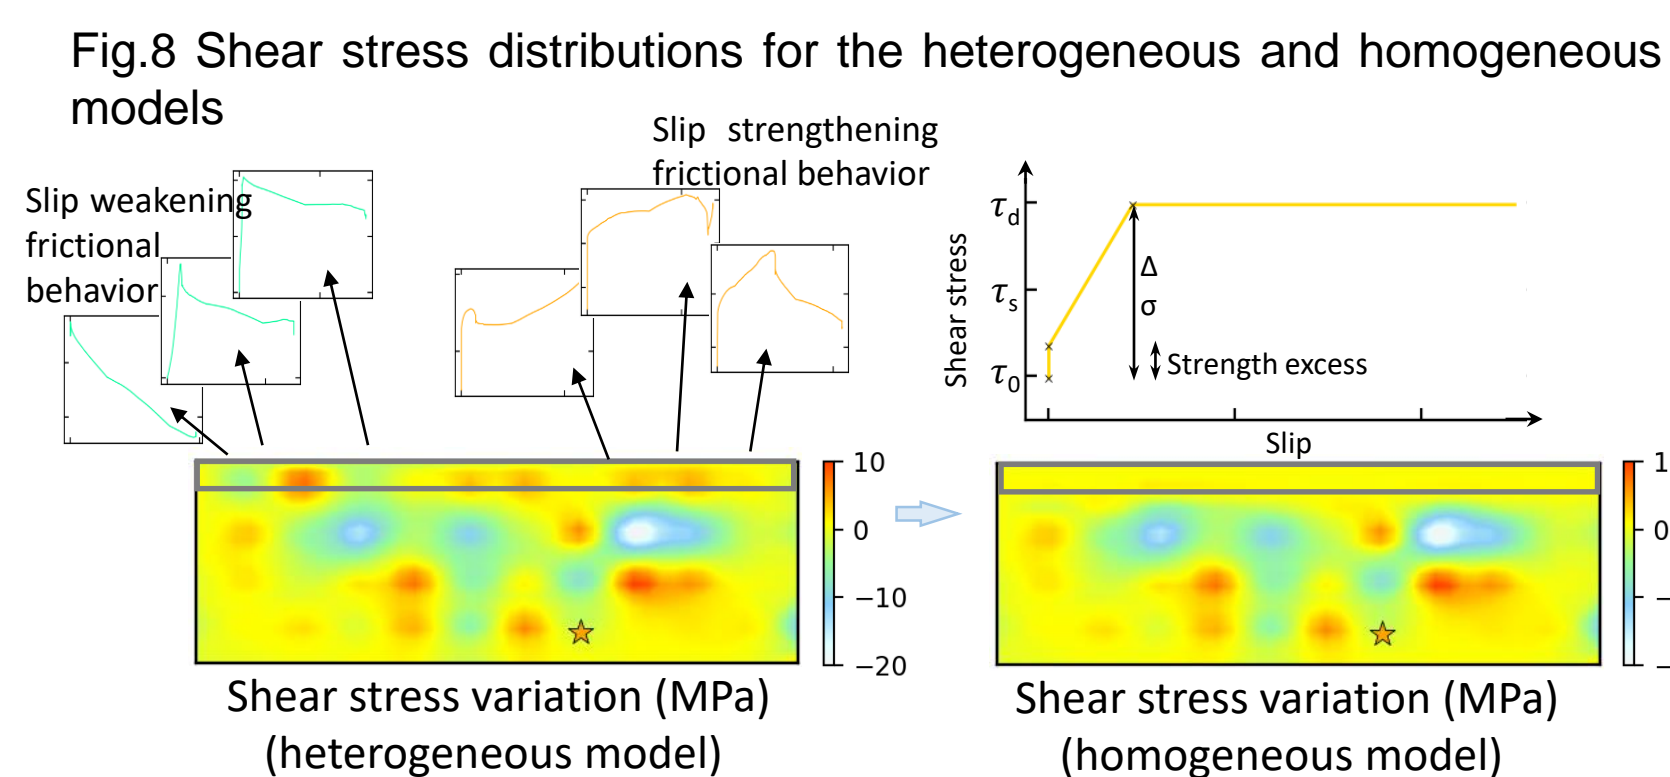 Fig.8 Shear stress distributions for the heterogeneous and homogeneous
models
Slip strengthening
frictional behavior
Slip weakening
frictional
behavior
Shear stress
τd
τs
τ0
Δ
σ
Strength excess
Slip
10
0
−10
−20
1
0
−
−
Shear stress variation (MPa)
(heterogeneous model)
Shear stress variation (MPa)
(homogeneous model)